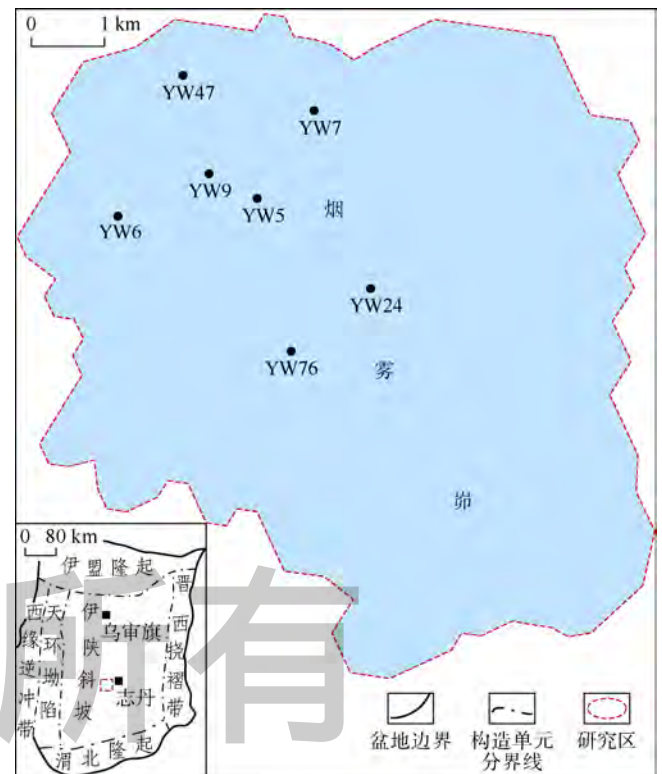 0 1 km
YW47
YW7
YW9
YW5
YW6
烟
YW24
YW76
雾
峁
0 80 km
伊盟隆起
晋西挠褶带
西缘逆冲带
天环坳陷
伊陕斜坡
乌审旗
志丹
渭北隆起
盆地边界
构造单元
分界线
研究区
所有